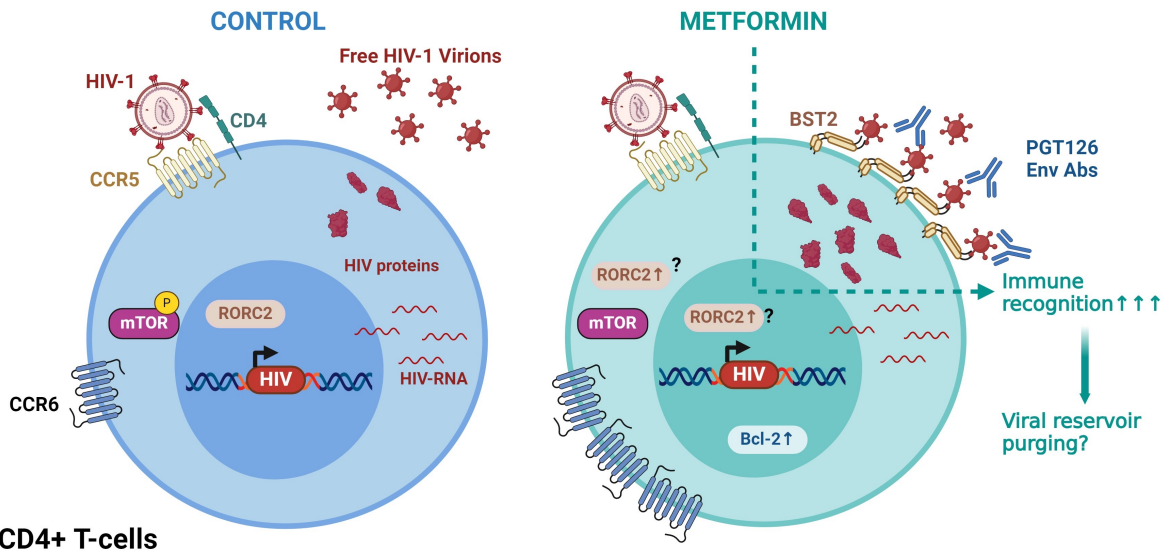 CONTROL
Free HIV-1 Virions
HIV-1
CD4
CCR5
HIV proteins
P
mTOR
RORC2
HIV
HIV-RNA
CCR6
CD4+ T-cells
METFORMIN
BST2
PGT126
Env Abs
RORC2↑ ?
RORC2↑ ?
mTOR
HIV
Bcl-2↑
Immune
recognition↑↑↑
Viral reservoir
purging?